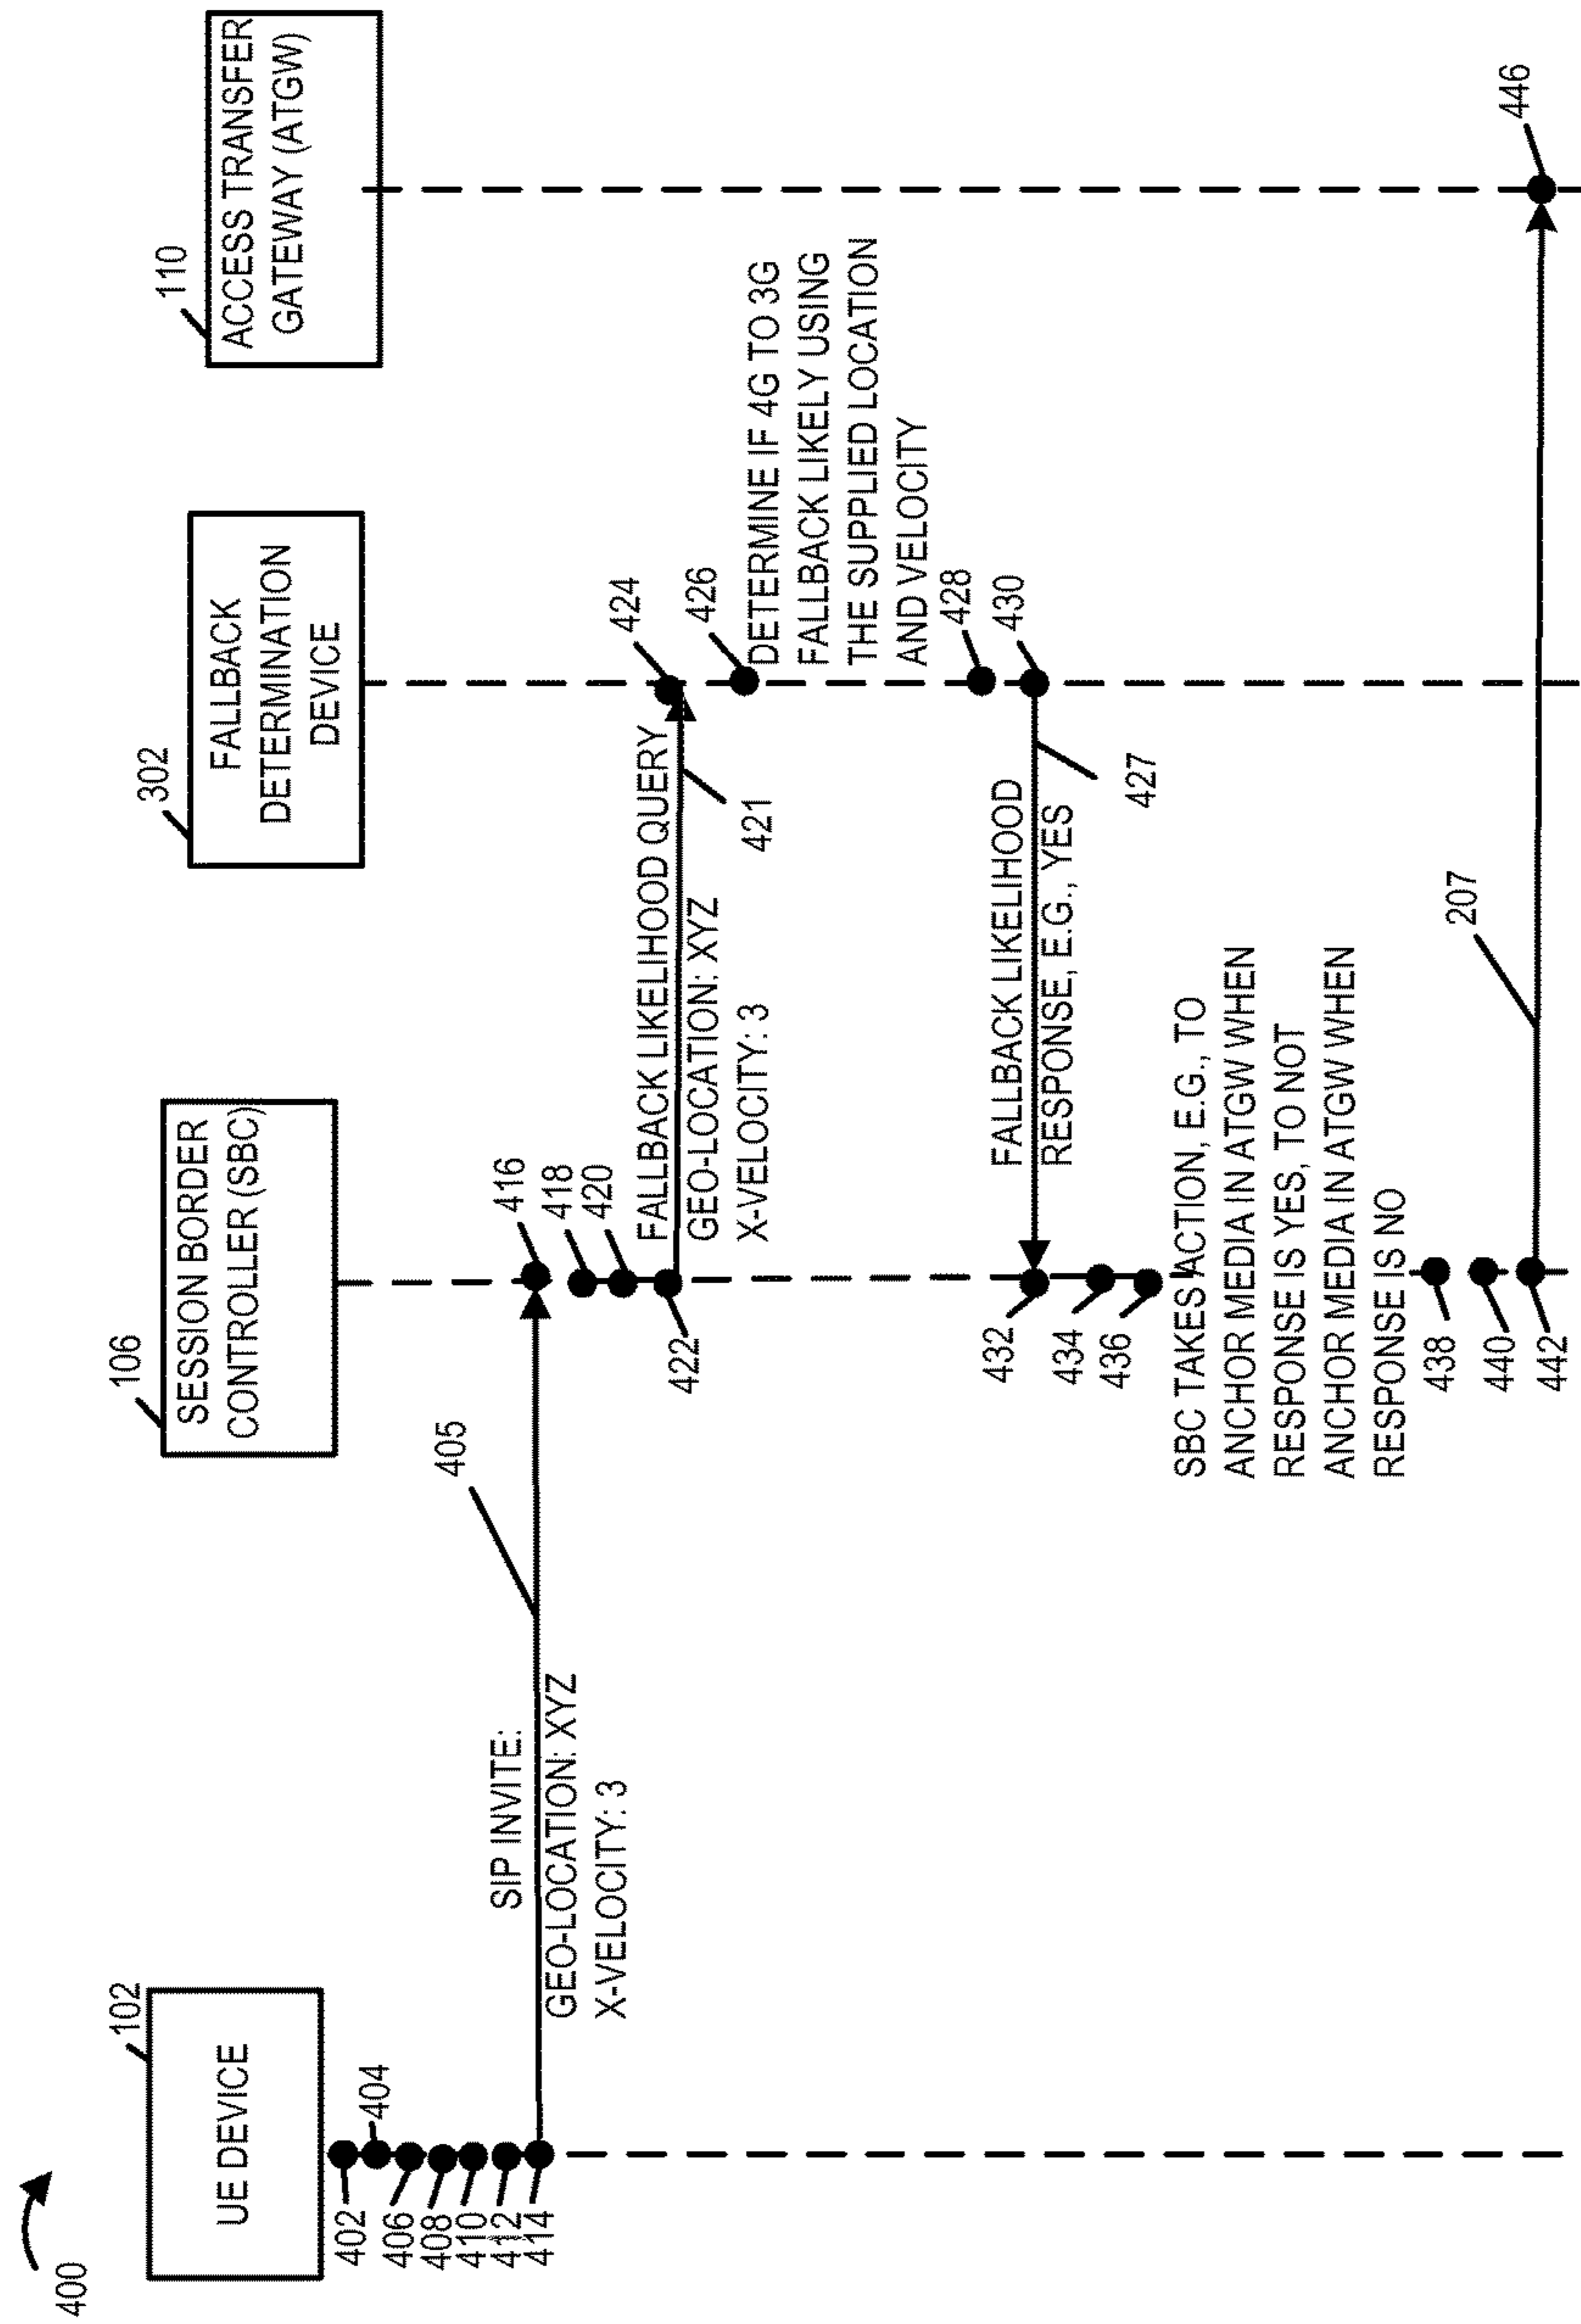 400
102
UE DEVICE
106
SESSION BORDER
CONTROLLER (SBC)
302
FALLBACK
DETERMINATION
DEVICE
110
ACCESS TRANSFER
GATEWAY (ATGW)
402
404
406
408
410
412
414
SIP INVITE:
GEO-LOCATION: XYZ
X-VELOCITY: 3
405
416
418
420
422
FALLBACK LIKELIHOOD QUERY
GEO-LOCATION: XYZ
X-VELOCITY: 3
421
424
426
DETERMINE IF 4G TO 3G
FALLBACK LIKELY USING
THE SUPPLIED LOCATION
AND VELOCITY
428
430
FALLBACK LIKELIHOOD
RESPONSE, E.G., YES
427
432
434
436
SBC TAKES ACTION, E.G., TO
ANCHOR MEDIA IN ATGW WHEN
RESPONSE IS YES, TO NOT
ANCHOR MEDIA IN ATGW WHEN
RESPONSE IS NO
438
440
442
207
446